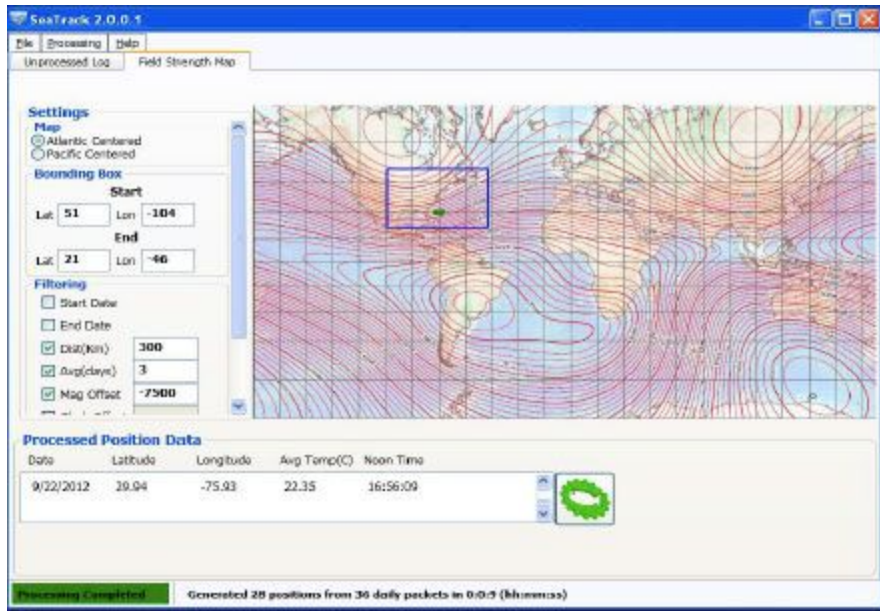 SeaTrack 2.0.0.1
File Processing Help
Unprocessed Log Field Strength Map
Settings
Map
Atlantic Centered
Pacific Centered
Bounding Box
Start
Lat 51 Lon -104
End
Lat 21 Lon -46
Filtering
Start Date
End Date
Dist(Km) 300
Avg(days) 3
Mag Offset -7500
Processed Position Data
Date Latitude Longitude Avg Temp(C) Noon Time
9/22/2012 29.94 -75.93 22.35 16:56:09
Processing Completed Generated 28 positions from 36 daily packets in 0:0:9 (hh:mm:ss)